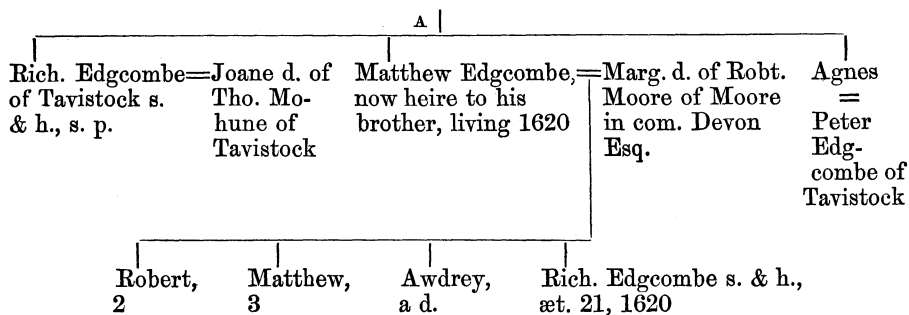 A
Rich. Edgcombe=Joane d. of
of Tavistock s. Tho. Mo-
& h., s. p. hune of
Tavistock
Matthew Edgcombe,=Marg. d. of Robt.
now heire to his Moore of Moore
brother, living 1620 in com. Devon
Esq.
Agnes
=
Peter
Edg-
combe of
Tavistock
Robert,
2
Matthew,
3
Awdrey,
a d.
Rich. Edgcombe s. & h.,
æt. 21, 1620